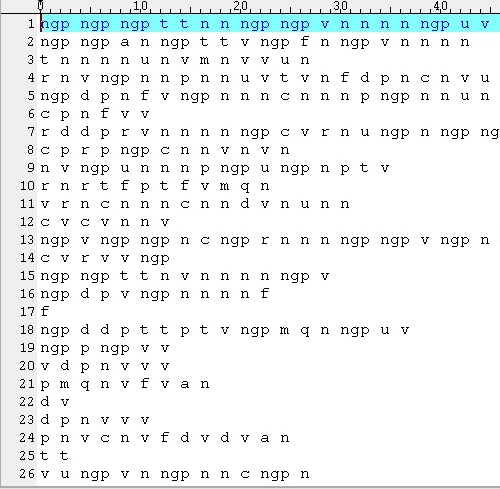 0 10 20 30 40
1 ngp ngp ngp t t n n ngp ngp v n n n n ngp u v
2 ngp ngp a n ngp t t v ngp f n ngp v n n n n
3 t n n n n u n v m n v v u n
4 r n v ngp n n p n n u v t v n f d p n c n v u
5 ngp d p n f v ngp n n n c n n n p ngp n n u n
6 c p n f v v
7 r d d p r v n n n n ngp c v r n u ngp n ngp ng
8 c p r p ngp c n n v n v n
9 n v ngp u n n n p ngp u ngp n p t v
10 r n r t f p t f v m q n
11 v r n c n n n c n n d v n u n n
12 c v c v n n v
13 ngp v ngp ngp n c ngp r n n n ngp ngp v ngp n
14 c v r v v ngp
15 ngp ngp t t n v n n n n ngp v
16 ngp d p v ngp n n n n f
17 f
18 ngp d d p t t p t v ngp m q n ngp u v
19 ngp p ngp v v
20 v d p n v v v
21 p m q n v f v a n
22 d v
23 d p n v v v
24 p n v c n v f d v d v a n
25 t t
26 v u ngp v n ngp n n c ngp n